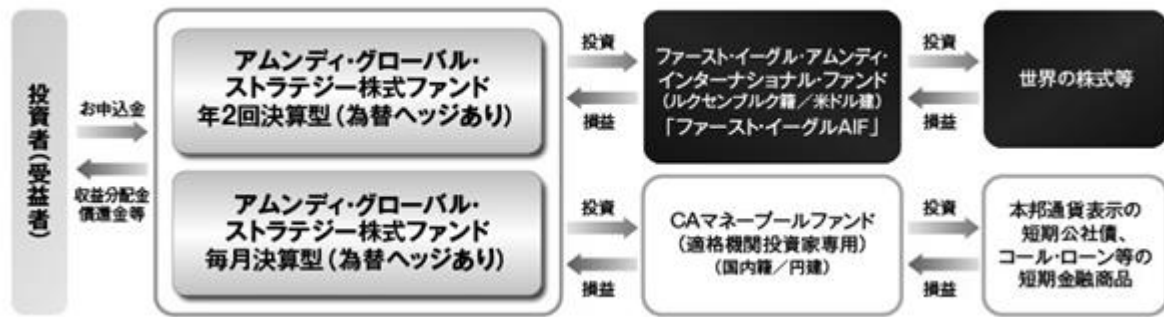 投資者(受益者)
お申込金
収益分配金
償還金等
アムンディ・グローバル・
ストラテジー株式ファンド
年2回決算型(為替ヘッジあり)
アムンディ・グローバル・
ストラテジー株式ファンド
毎月決算型(為替ヘッジあり)
投資
損益
ファースト・イーグル・アムンディ・
インターナショナル・ファンド
(ルクセンブルク籍/米ドル建)
「ファースト・イーグルAIF」
投資
損益
世界の株式等
投資
損益
CAマネープールファンド
(適格機関投資家専用)
(国内籍/円建)
投資
損益
本邦通貨表示の
短期公社債、
コール・ローン等の
短期金融商品